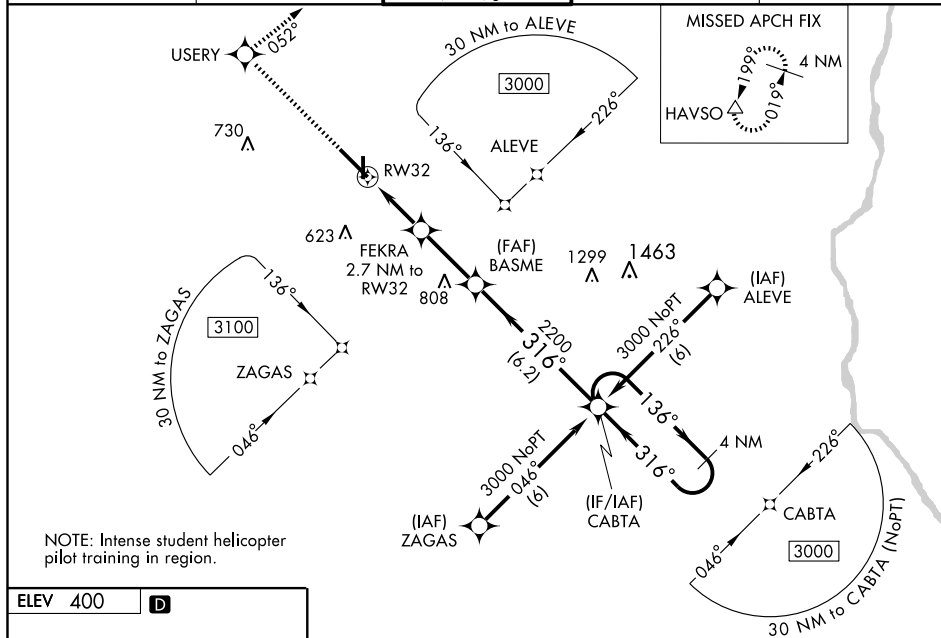 30 NM to ALEVE
3000
136°
226°
ALEVE
MISSED APCH FIX
4 NM
199°
019°
HAVSO
USERY
052°
730
RW32
623
FEKRA
2.7 NM to
RW32
808
(FAF)
BASME
1299
1463
(IAF)
ALEVE
30 NM to ZAGAS
3100
136°
ZAGAS
046°
2200
316°
(6.2)
3000 NoPT
226°
(6)
136°
316°
4 NM
3000 NoPT
046°
(6)
(IAF)
ZAGAS
(IF/IAF)
CABTA
226°
CABTA
046°
3000
30 NM to CABTA (NoPT)
NOTE: Intense student helicopter
pilot training in region.
ELEV 400 D